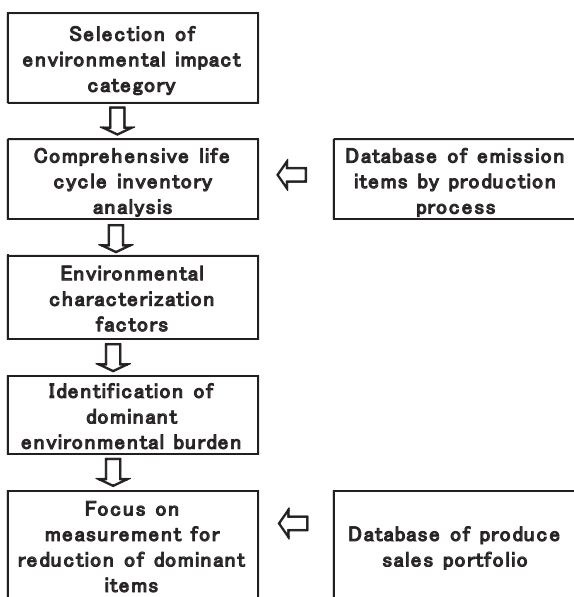 Selection of
environmental impact
category
Comprehensive life
cycle inventory
analysis
Database of emission
items by production
process
Environmental
characterization
factors
Identification of
dominant
environmental burden
Focus on
measurement for
reduction of dominant
items
Database of produce
sales portfolio